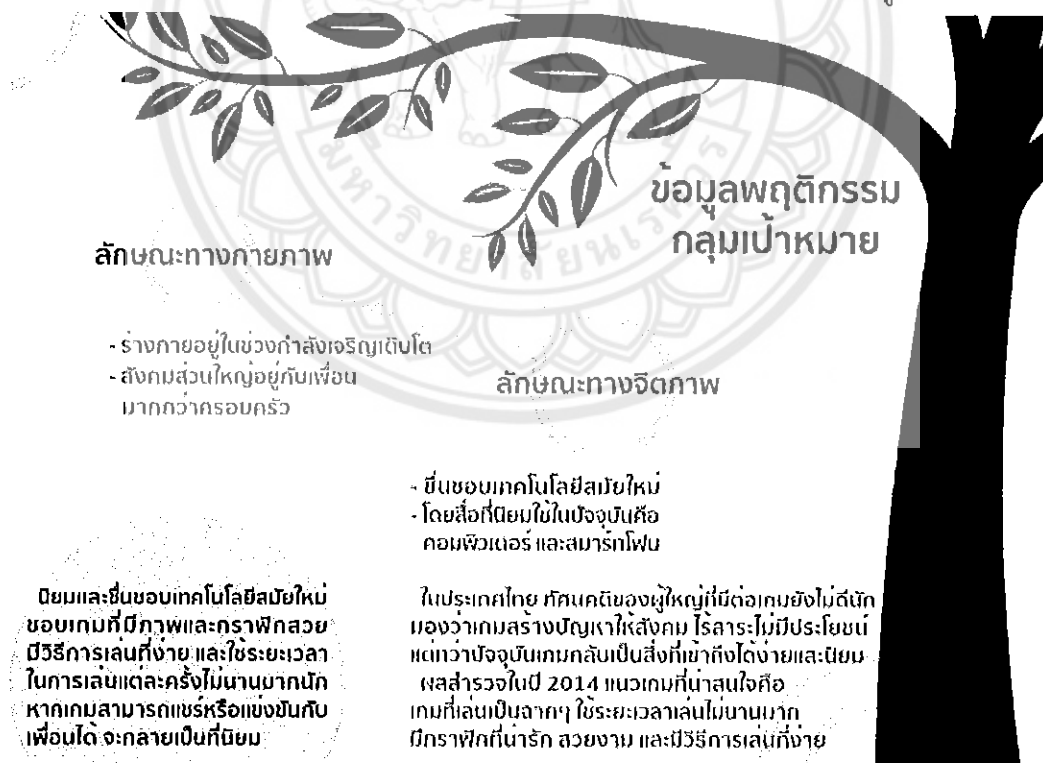 ข้อมูลพฤติกรรม
กลุ่มเป้าหมาย
ลักษณะทางกายภาพ
- ร่างกายอยู่ในช่วงกำลังเจริญเติบโต
- สังคมส่วนใหญ่อยู่กับเพื่อน
มากกว่าครอบครัว
ลักษณะทางจิตภาพ
- ชื่นชอบเทคโนโลยีสมัยใหม่
- โดยสื่อที่นิยมใช้ในปัจจุบันคือ
คอมพิวเตอร์ และสมาร์ทโฟน
นิยมและชื่นชอบเทคโนโลยีสมัยใหม่
ชอบเกมที่มีภาพและกราฟิกสวย
มีวิธีการเล่นที่ง่าย และใช้ระยะเวลา
ในการเล่นแต่ละครั้งไม่นานมากนัก
หากเกมสามารถแชร์หรือแข่งขันกับ
เพื่อนได้ จะกลายเป็นที่นิยม
ในประเทศไทย ทัศนคติของผู้ใหญ่ที่มีต่อเกมยังไม่ดีนัก
มองว่าเกมสร้างปัญหาให้สังคม ไร้สาระไม่มีประโยชน์
แต่ทว่าปัจจุบันเกมกลับเป็นสิ่งที่เข้าถึงได้ง่ายและนิยม
ผลสำรวจในปี 2014 แนวเกมที่น่าสนใจคือ
เกมที่เล่นเป็นฉากๆ ใช้ระยะเวลาเล่นไม่นานมาก
มีกราฟิกที่น่ารัก สวยงาม และมีวิธีการเล่นที่ง่าย
มหาวิทยาลัยนเรศวร